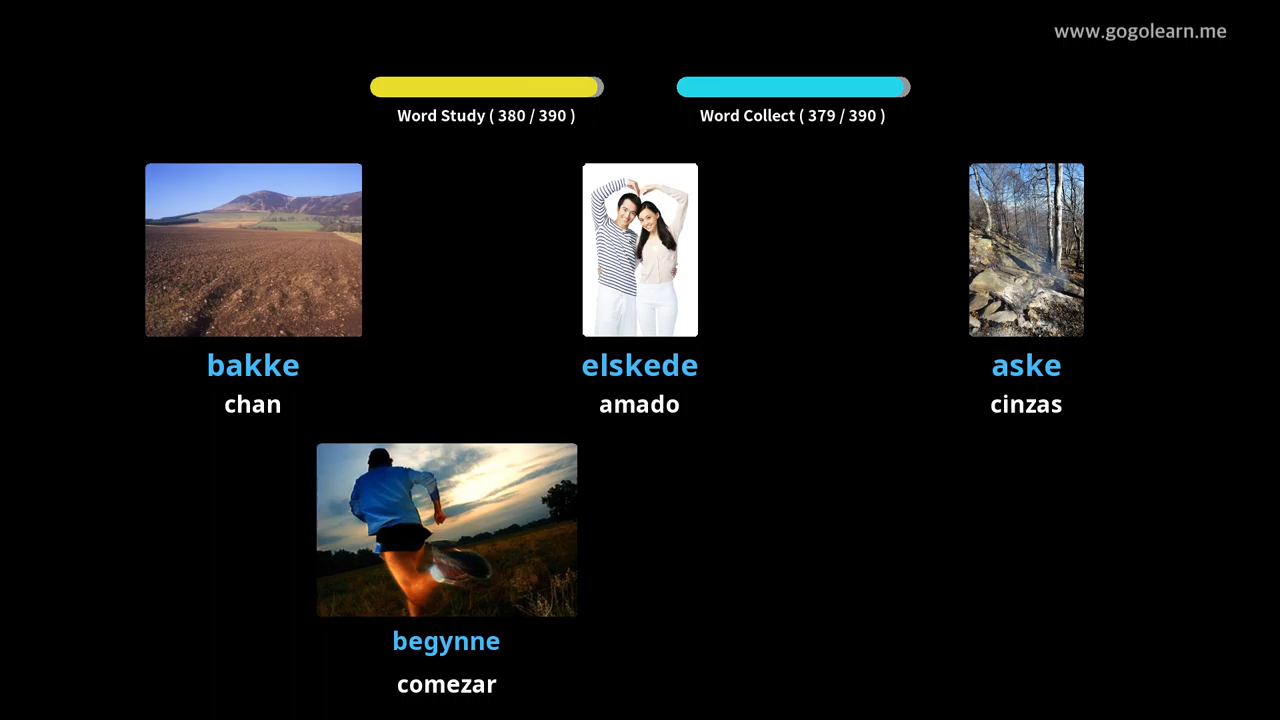 www.gogolearn.me
Word Study ( 380 / 390 )
Word Collect ( 379 / 390 )
bakke
elskede
aske
chan
amado
cinzas
begynne
comezar